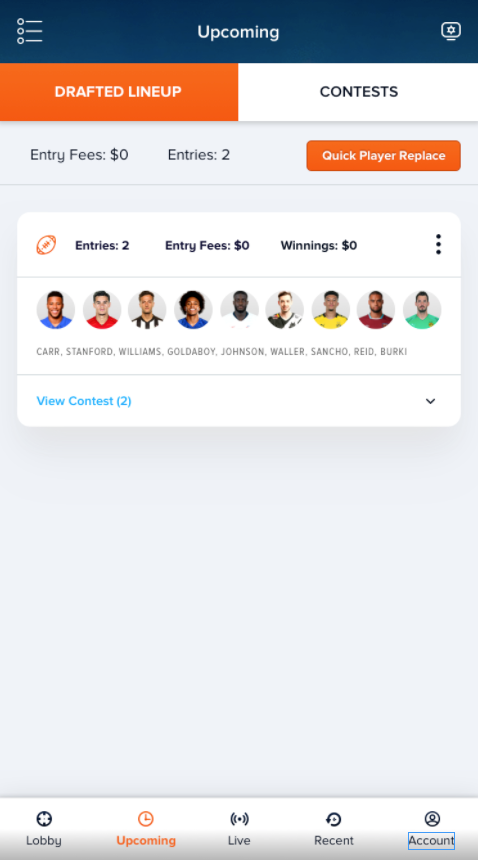 Upcoming
DRAFTED LINEUP
CONTESTS
Entry Fees: $0
Entries: 2
Quick Player Replace
Entries: 2
Entry Fees: $0
Winnings: $0
CARR, STANFORD, WILLIAMS, GOLDABOY, JOHNSON, WALLER, SANCHO, REID, BURKI
View Contest (2)
Lobby
Upcoming
Live
Recent
Account